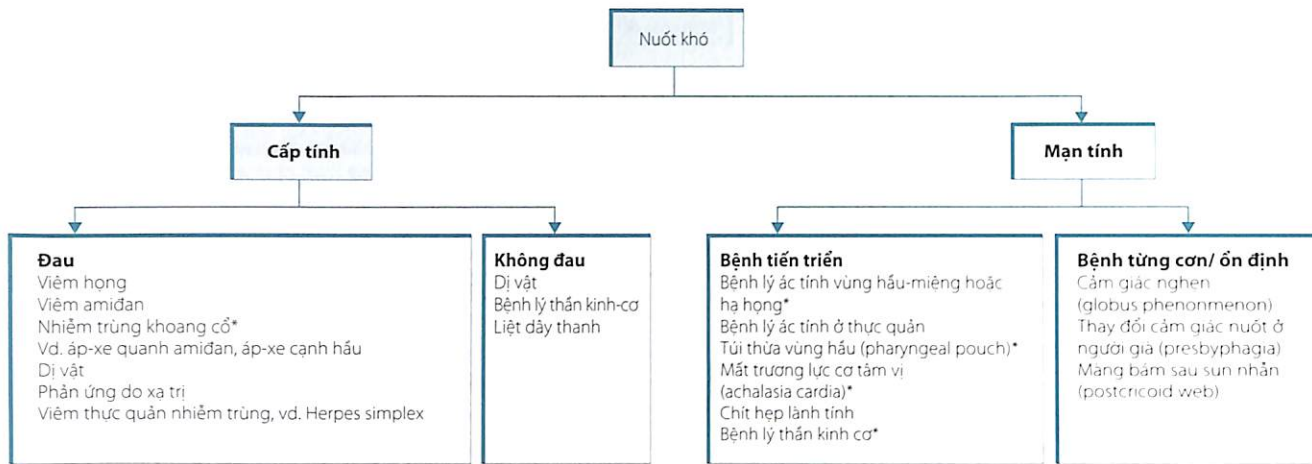 Nuốt khó
Cấp tính
Mạn tính
Đau
Viêm họng
Viêm amiđan
Nhiễm trùng khoang cổ*
Vd. áp-xe quanh amiđan, áp-xe cạnh hầu
Dị vật
Phản ứng do xạ trị
Viêm thực quản nhiễm trùng, vd. Herpes simplex
Không đau
Dị vật
Bệnh lý thần kinh-cơ
Liệt dây thanh
Bệnh tiến triển
Bệnh lý ác tính vùng hầu-miệng hoặc
hạ họng*
Bệnh lý ác tính ở thực quản
Túi thừa vùng hầu (pharyngeal pouch)*
Mất trương lực cơ tâm vị
(achalasia cardia)*
Chít hẹp lành tính
Bệnh lý thần kinh cơ*
Bệnh từng cơn/ ổn định
Cảm giác nghẹn
(globus phenonmenon)
Thay đổi cảm giác nuốt ở
người già (presbyphagia)
Màng bám sau sụn nhẫn
(postcricoid web)